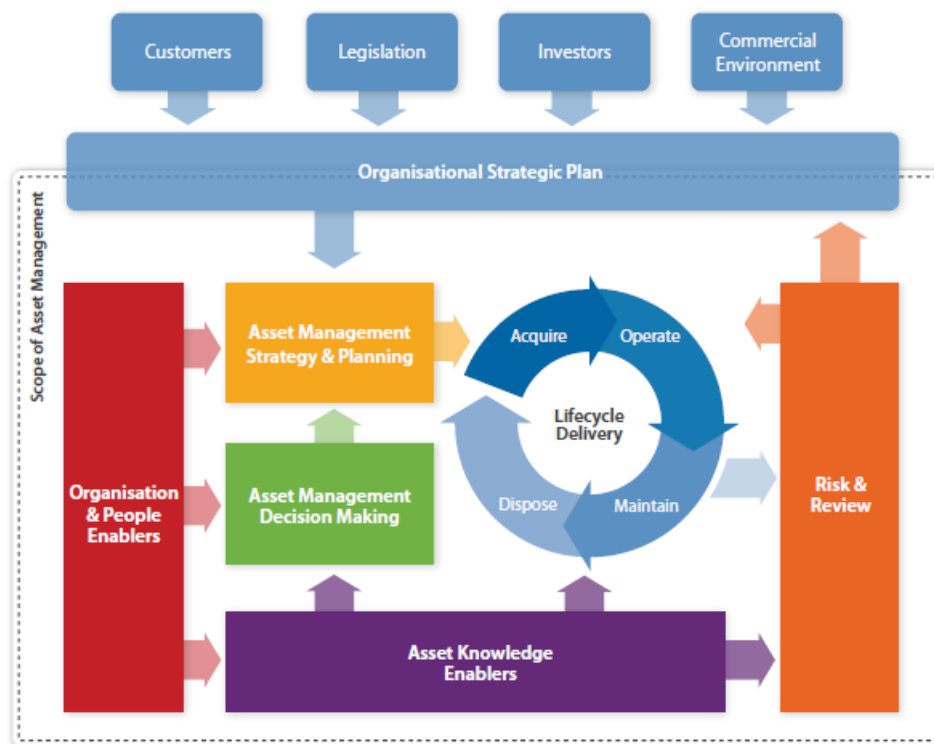 Customers
Legislation
Investors
Commercial
Environment
Organisational Strategic Plan
Scope of Asset Management
Asset Management
Strategy & Planning
Acquire
Operate
Lifecycle
Delivery
Organisation
& People
Enablers
Asset Management
Decision Making
Dispose
Maintain
Risk &
Review
Asset Knowledge
Enablers